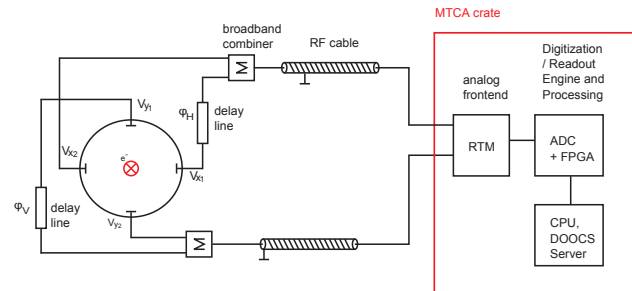 MTCA crate
broadband
combiner
RF cable
Digitization
/ Readout
Engine and
Processing
analog
frontend
M
Vy1
φH
delay
line
Vx2
e-
Vx1
RTM
ADC
+ FPGA
φV
delay
line
Vy2
M
CPU,
DOOCS
Server